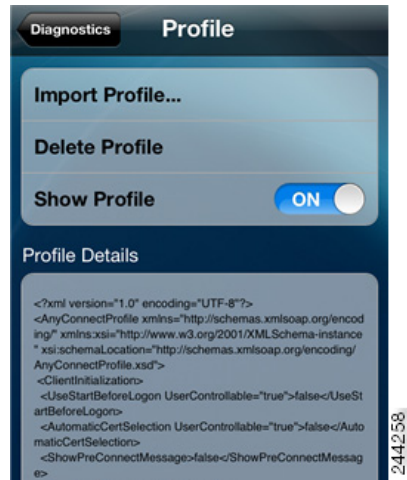 Diagnostics
Profile
Import Profile...
Delete Profile
Show Profile
ON
Profile Details
<?xml version="1.0" encoding="UTF-8"?>
<AnyConnectProfile xmlns="http://schemas.xmlsoap.org/encod
ing/" xmlns:xsi="http://www.w3.org/2001/XMLSchema-instance
" xsi:schemaLocation="http://schemas.xmlsoap.org/encoding/
AnyConnectProfile.xsd">
<ClientInitialization>
<UseStartBeforeLogon UserControllable="true">false</UseSt
artBeforeLogon>
<AutomaticCertSelection UserControllable="true">false</Auto
maticCertSelection>
<ShowPreConnectMessage>false</ShowPreConnectMessag
e>
244258